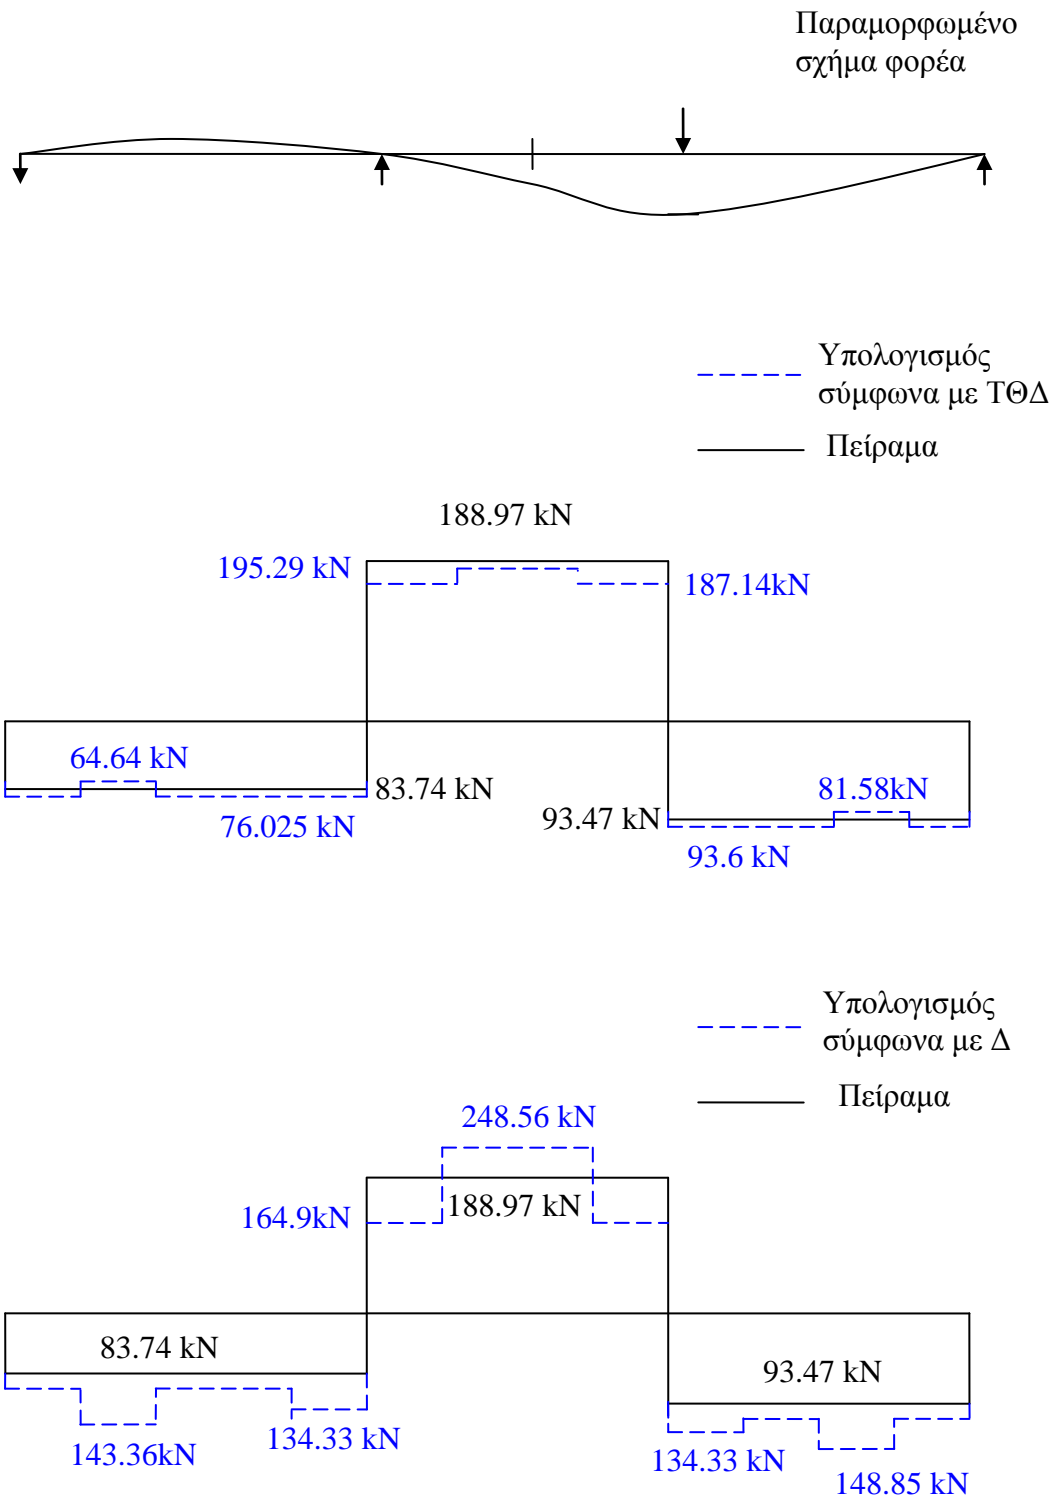 Παραμορφωμένο
σχήμα φορέα
Υπολογισμός
σύμφωνα με ΤΘΔ
Πείραμα
188.97 kN
195.29 kN
187.14kN
64.64 kN
83.74 kN
81.58kN
76.025 kN
93.47 kN
93.6 kN
Υπολογισμός
σύμφωνα με Δ
Πείραμα
248.56 kN
164.9kN
188.97 kN
83.74 kN
93.47 kN
143.36kN
134.33 kN
134.33 kN
148.85 kN